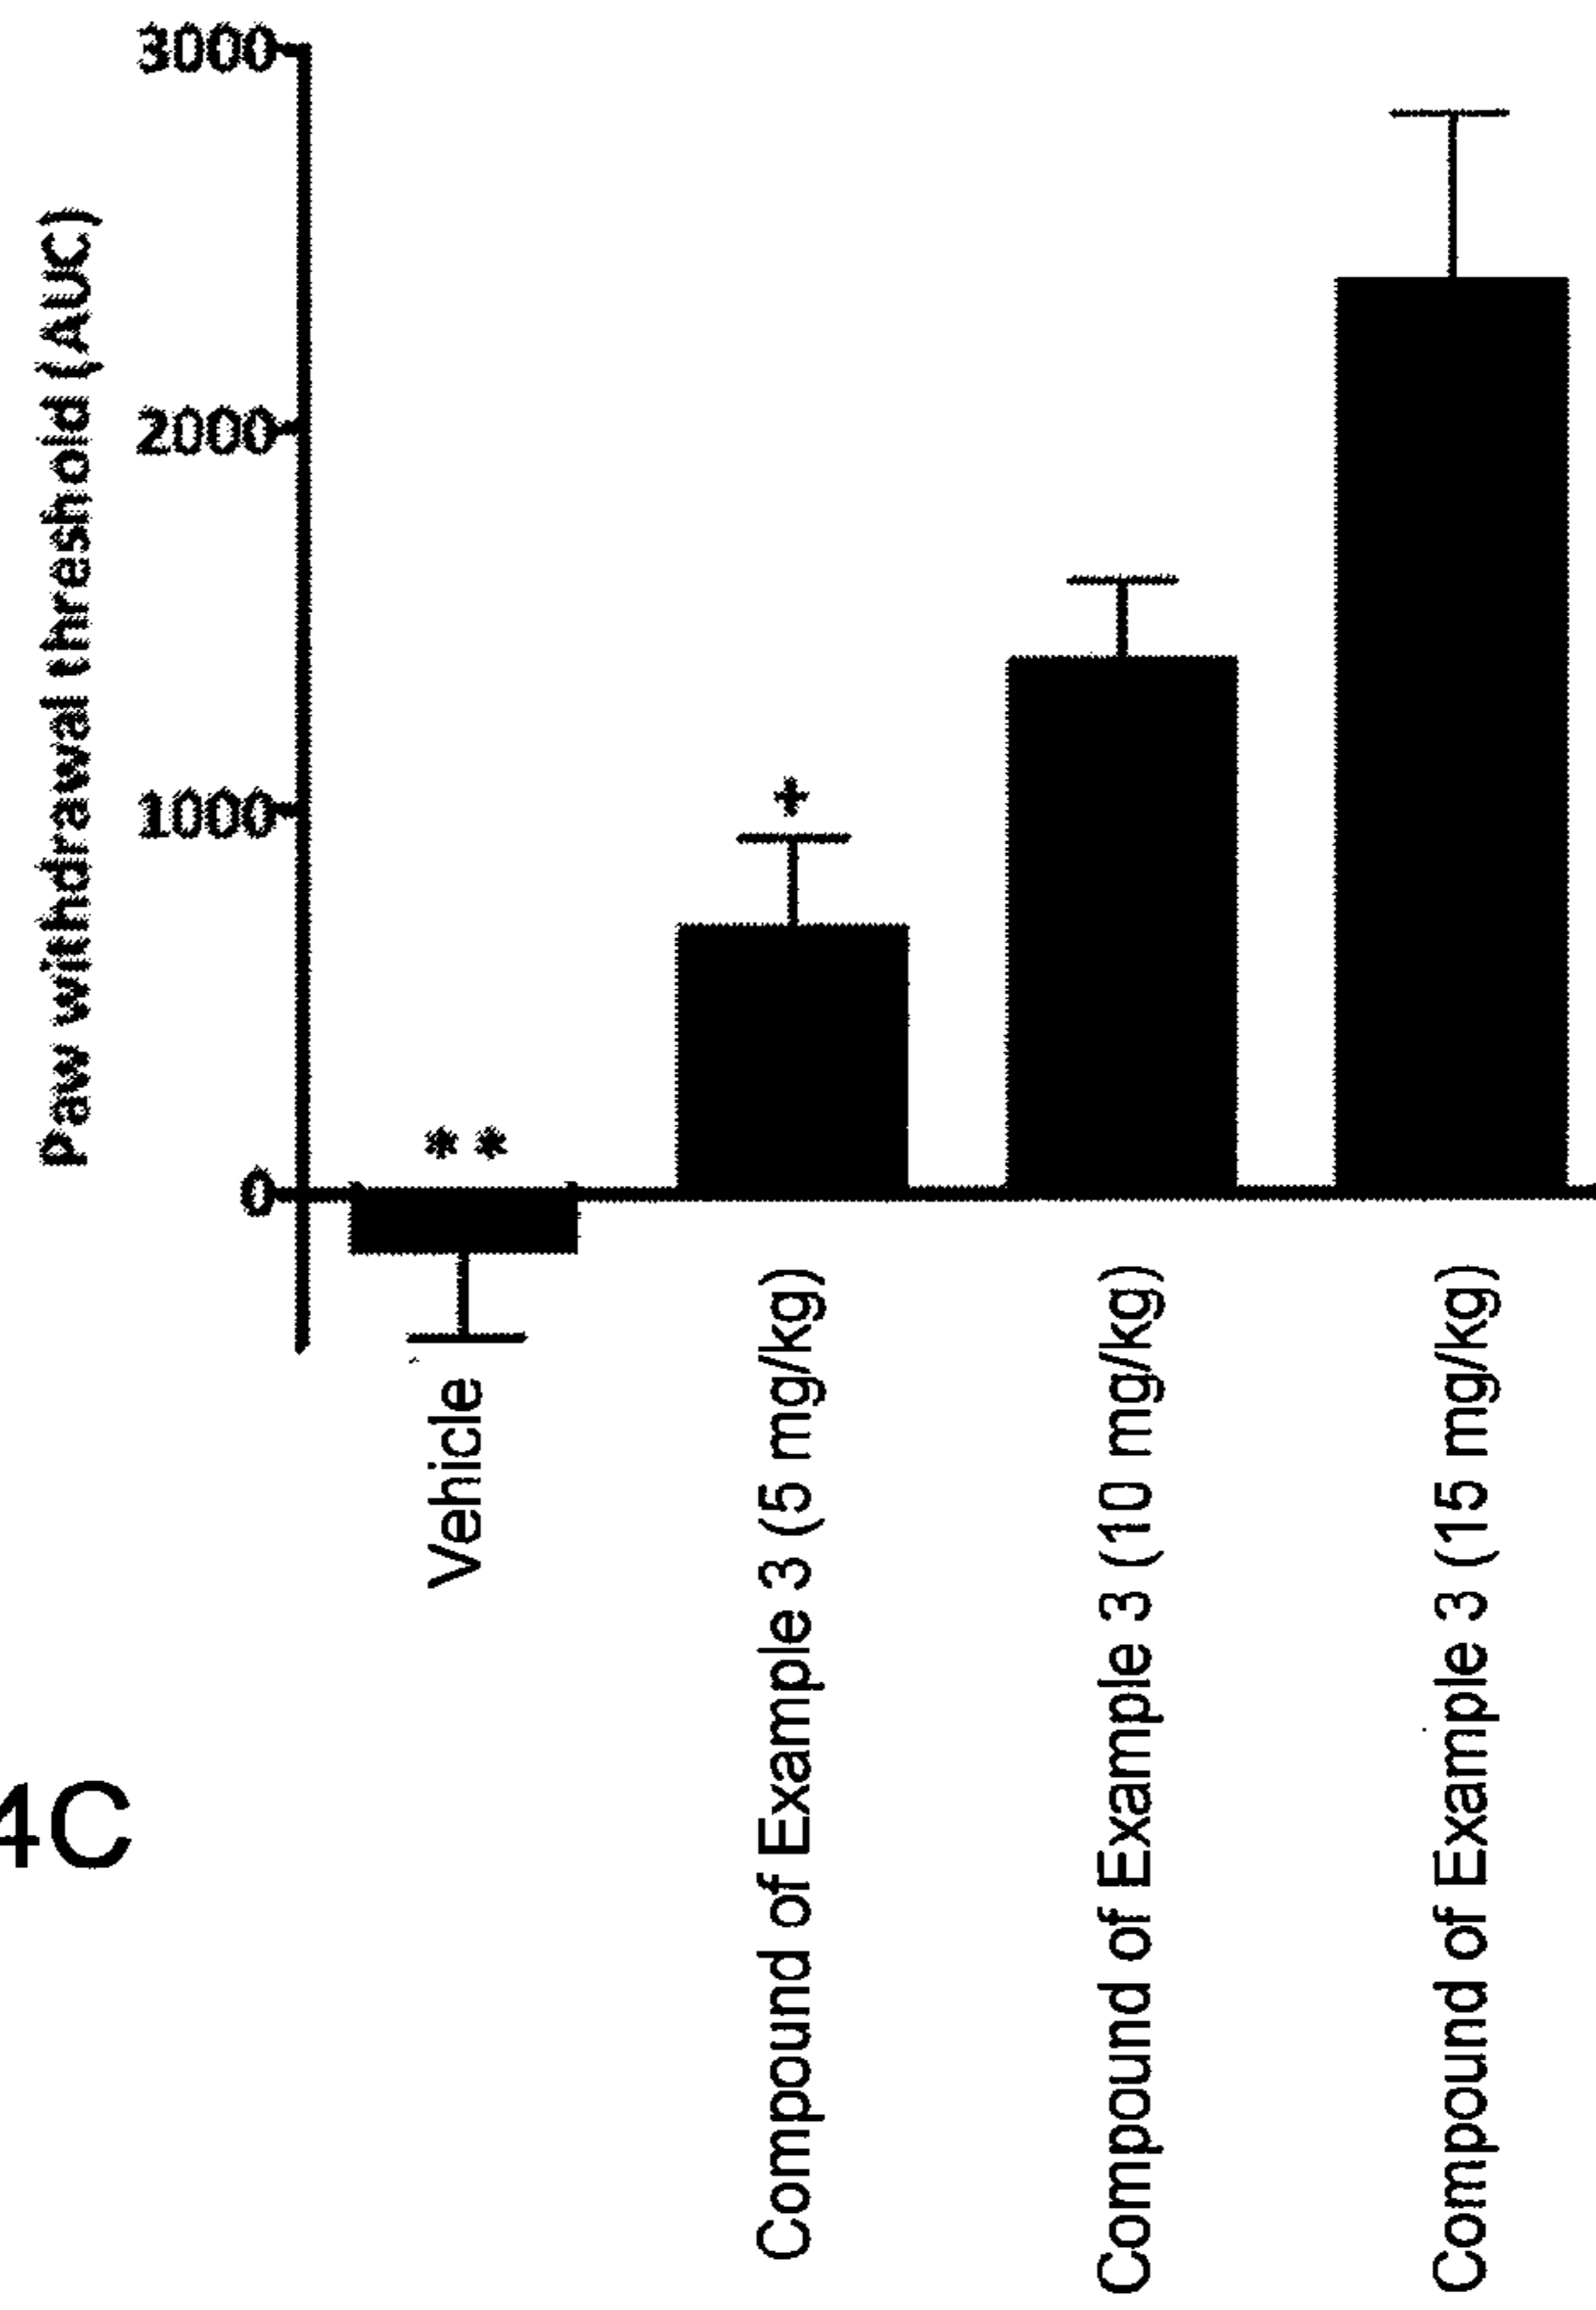 Paw withdrawal threshold (AUC)
3000
2000
1000
0
**
*
Vehicle
Compound of Example 3 (5 mg/kg)
Compound of Example 3 (10 mg/kg)
Compound of Example 3 (15 mg/kg)
4C